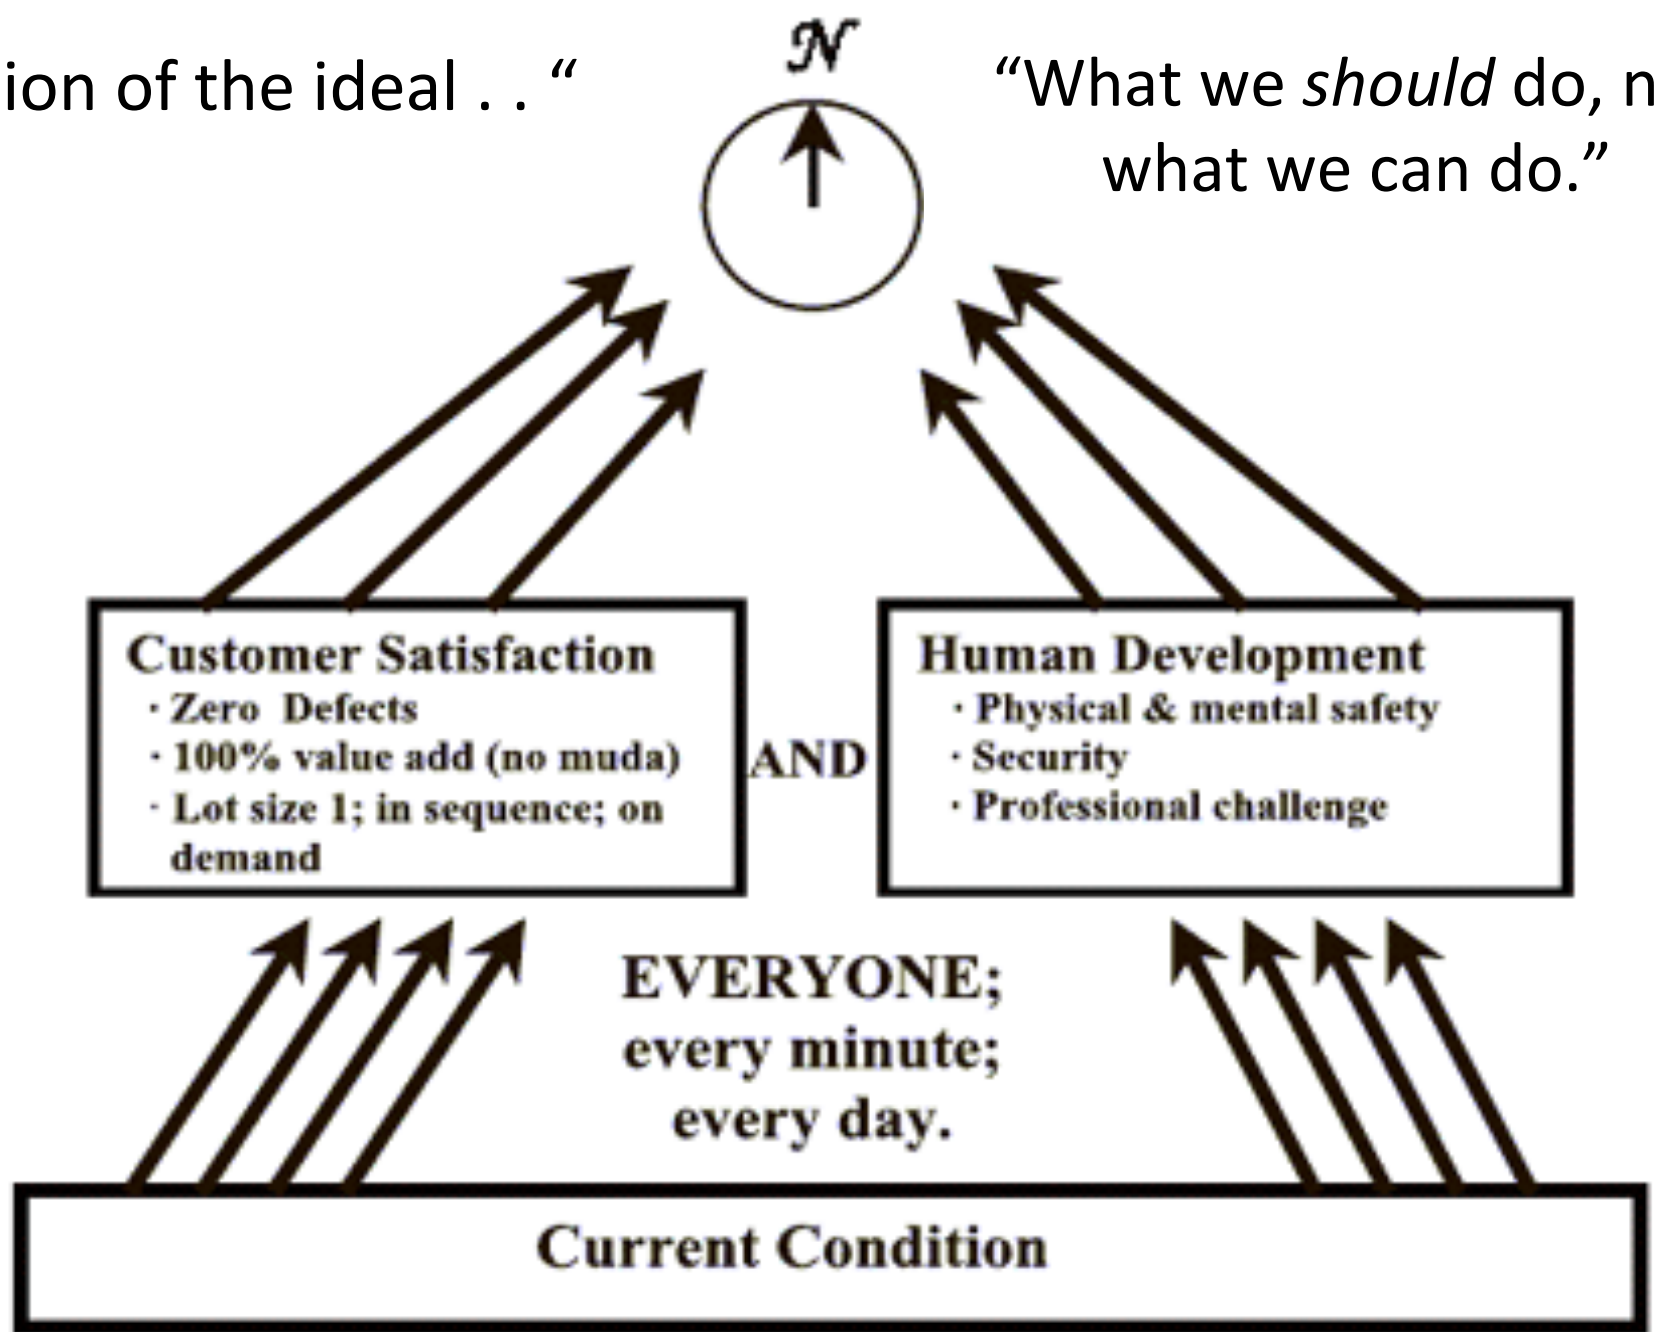 N
ion of the ideal . . “
“What we should do, n
what we can do.”
Customer Satisfaction
· Zero Defects
· 100% value add (no muda)
· Lot size 1; in sequence; on
demand
AND
Human Development
· Physical & mental safety
· Security
· Professional challenge
EVERYONE;
every minute;
every day.
Current Condition